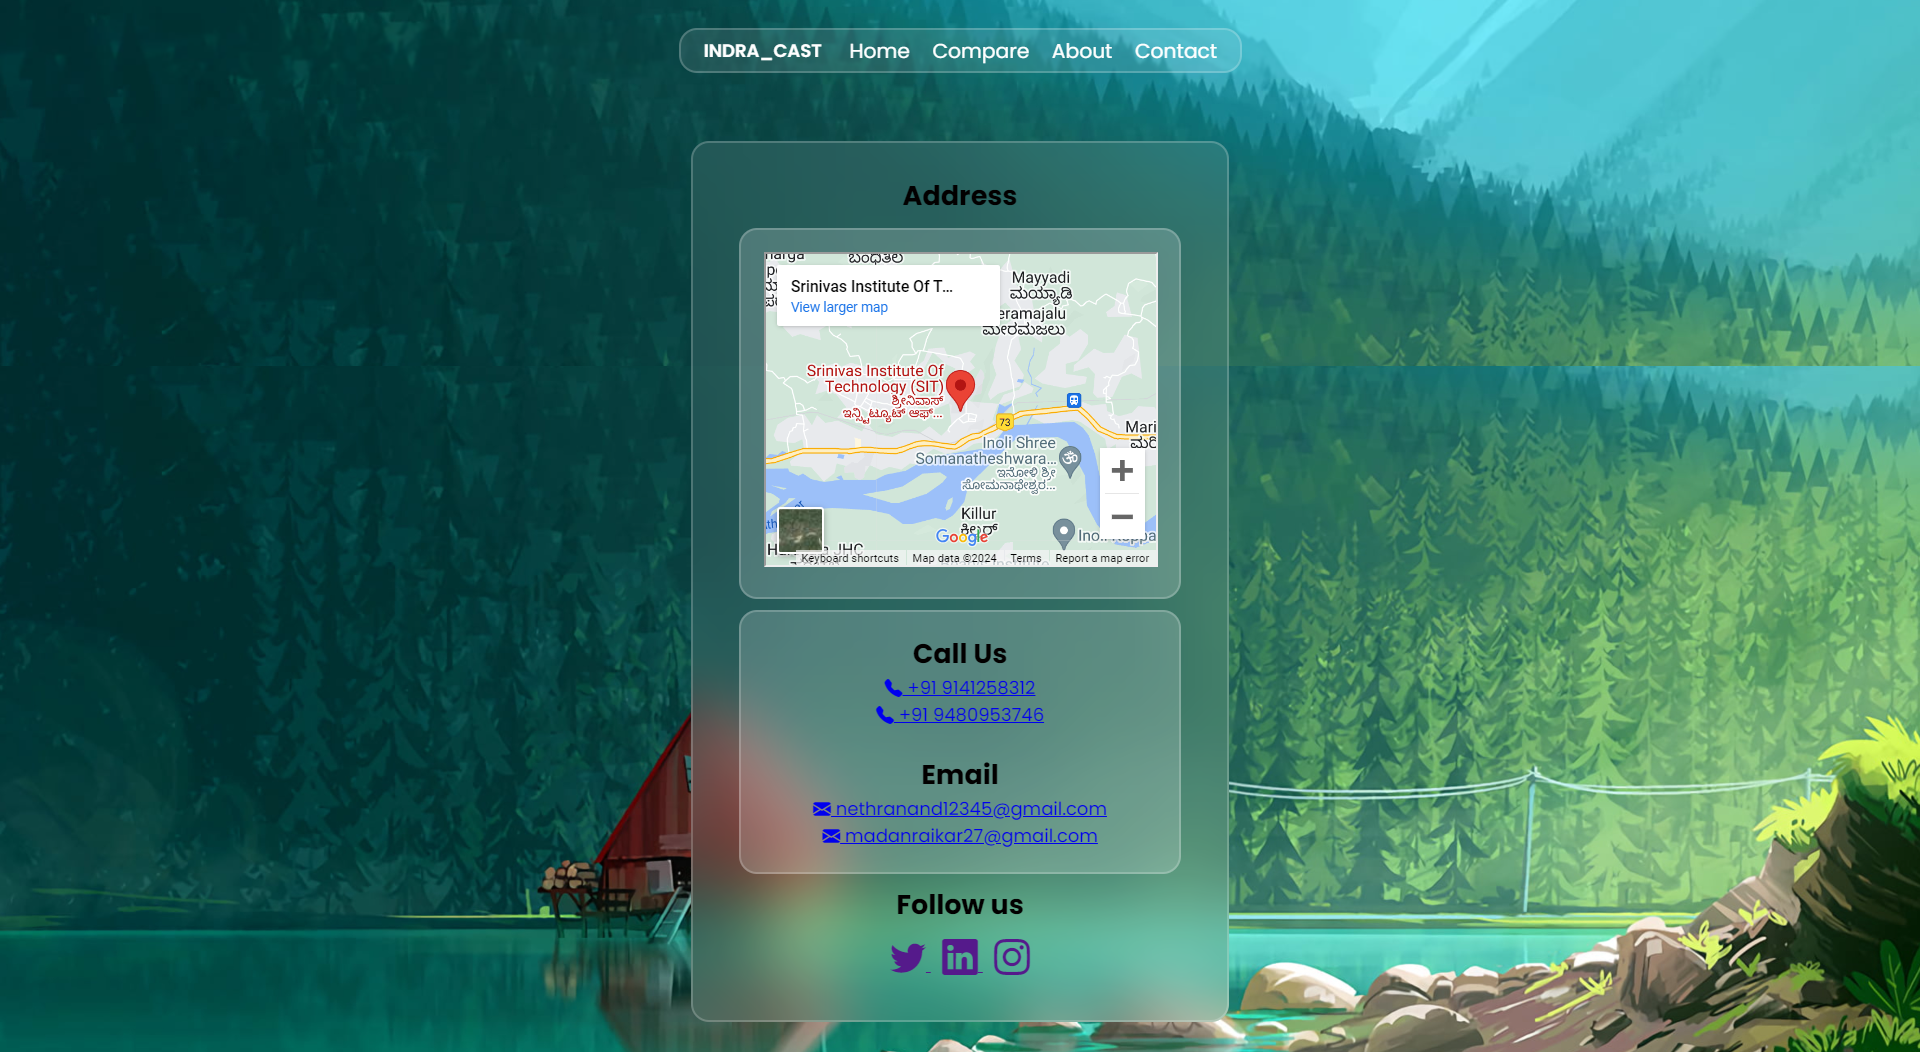 INDRA_CAST Home Compare About Contact
Address
ಬಂಥತಿಲ
Srinivas Institute Of T...
View larger map
Mayyadi
ಮಯ್ಯಾಡಿ
eramajalu
ಮೇರಮಜಲು
Srinivas Institute Of
Technology (SIT)
ಶ್ರೀನಿವಾಸ್
ಇನ್ಸ್ಟಿಟ್ಯೂಟ್ ಆಫ್...
73
Mari
ಮರಿ
Inoli Shree
Somanatheshwara...
ಇನೋಳಿ ಶ್ರೀ
ಸೋಮನಾಥೇಶ್ವರ...
Killur
ಕಿಲ್ಲೂರ್
Google
JHC
Keyboard shortcuts Map data ©2024 Terms Report a map error
Call Us
+91 9141258312
+91 9480953746
Email
nethranand12345@gmail.com
madanraikar27@gmail.com
Follow us